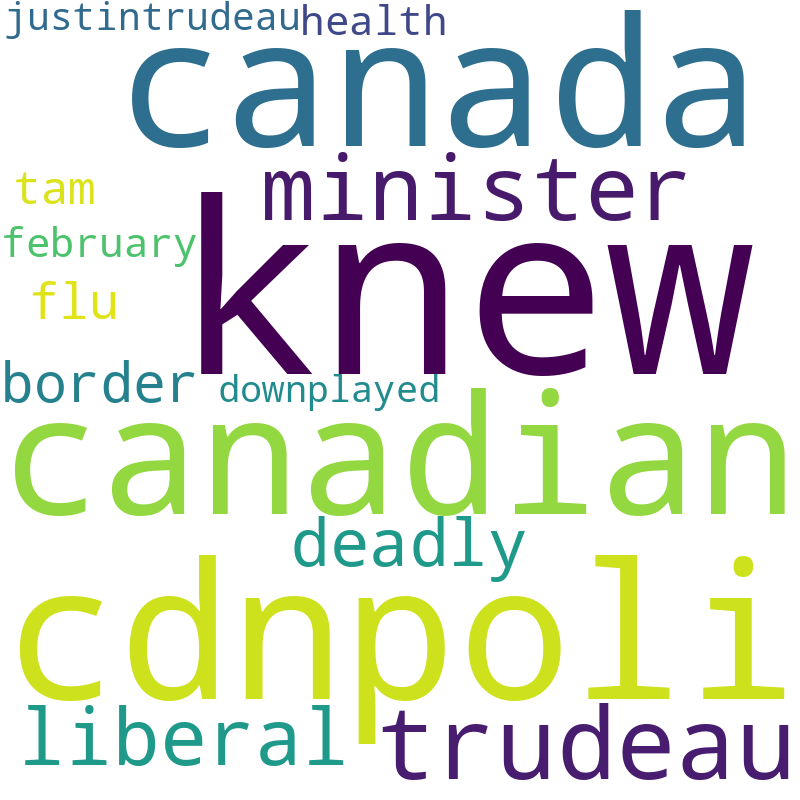 justintrudeau health
canada
tam minister
february knew
flu
border downplayed
canadian
deadly
cdnpoli
liberal trudeau